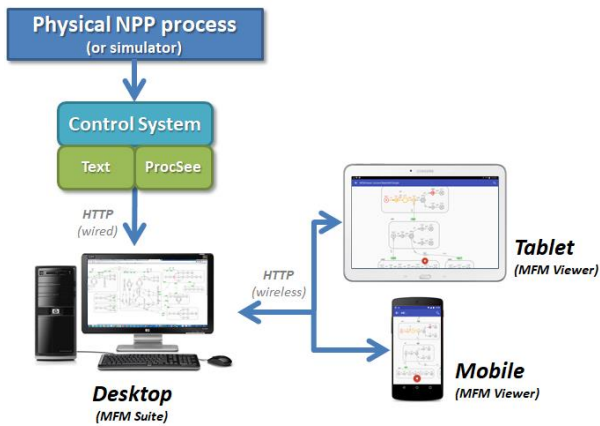 Physical NPP process
(or simulator)
Control System
Text
ProcSee
HTTP
(wired)
HTTP
(wireless)
Tablet
(MFM Viewer)
Mobile
(MFM Viewer)
Desktop
(MFM Suite)